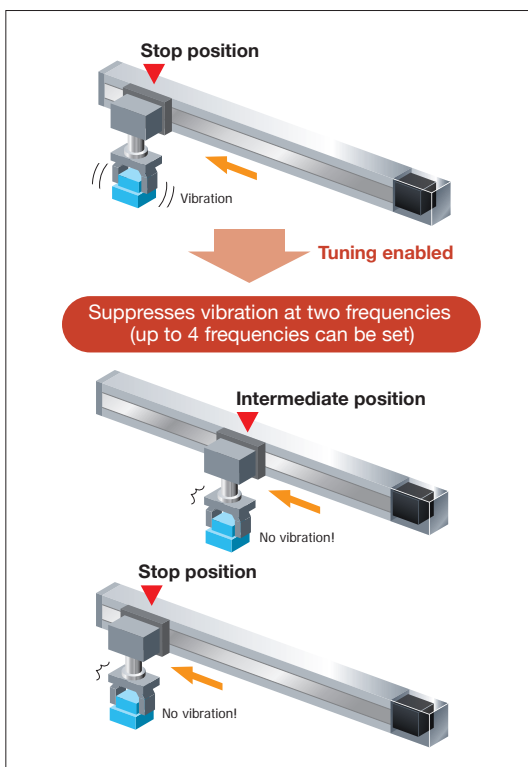 Stop position
Vibration
Tuning enabled
Suppresses vibration at two frequencies
(up to 4 frequencies can be set)
Intermediate position
No vibration!
Stop position
No vibration!